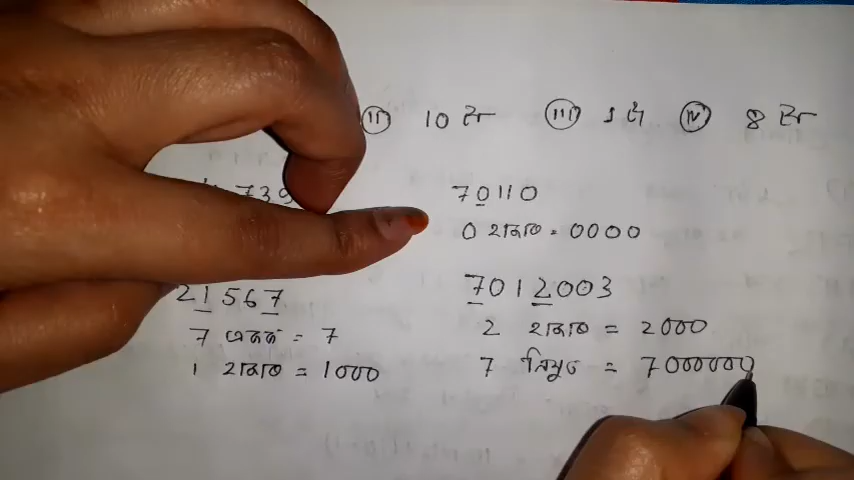 (ii) 10 টা (iii) 1 টা (iv) 8 টা
739
70110
0 হাজাৰ = 0000
21567
7 একক = 7
1 হাজাৰ = 1000
7012003
2 হাজাৰ = 2000
7 নিযুত = 7000000